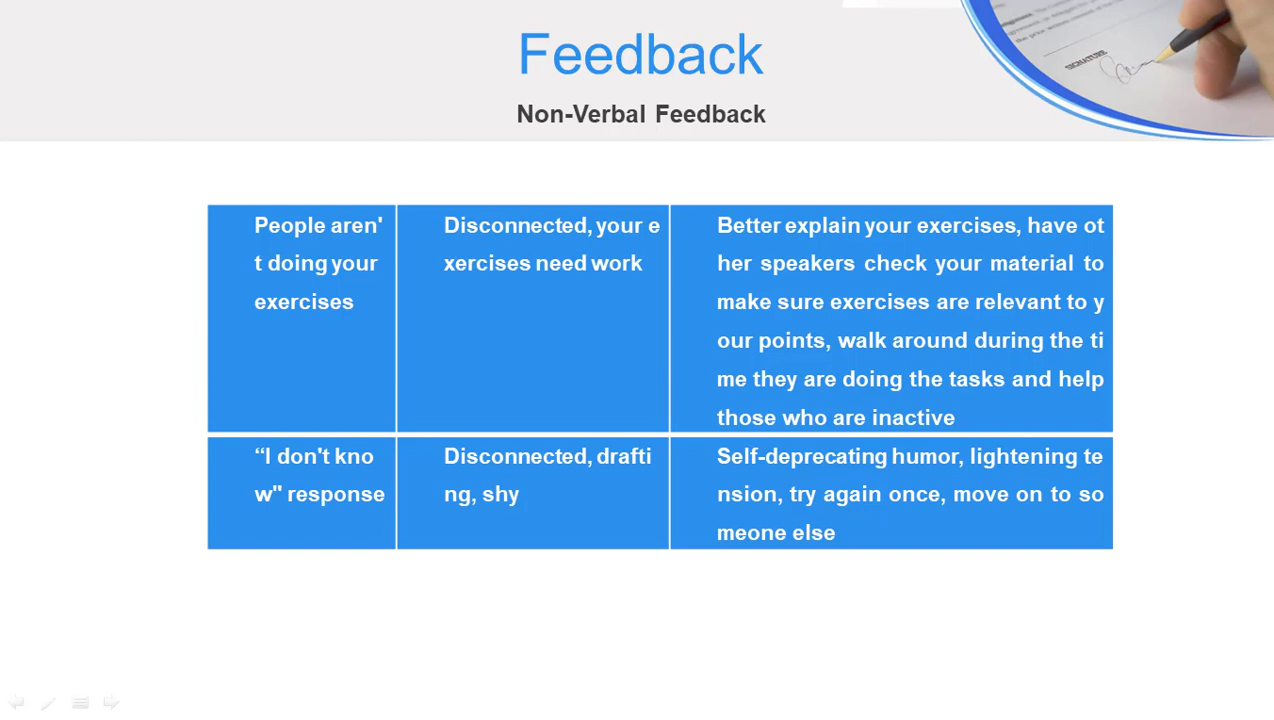 Feedback
Non-Verbal Feedback
SIGNATURE
People aren'
t doing your
exercises
Disconnected, your e
xercises need work
Better explain your exercises, have ot
her speakers check your material to
make sure exercises are relevant to y
our points, walk around during the ti
me they are doing the tasks and help
those who are inactive
“I don't kno
w" response
Disconnected, drafti
ng, shy
Self-deprecating humor, lightening te
nsion, try again once, move on to so
meone else